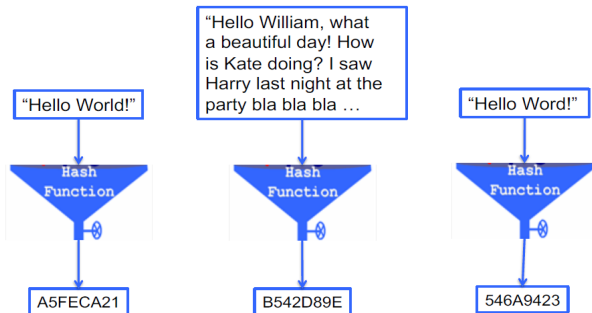 “Hello World!”
Hash
Function
A5FECA21
“Hello William, what
a beautiful day! How
is Kate doing? I saw
Harry last night at the
party bla bla bla …
Hash
Function
B542D89E
“Hello Word!”
Hash
Function
546A9423